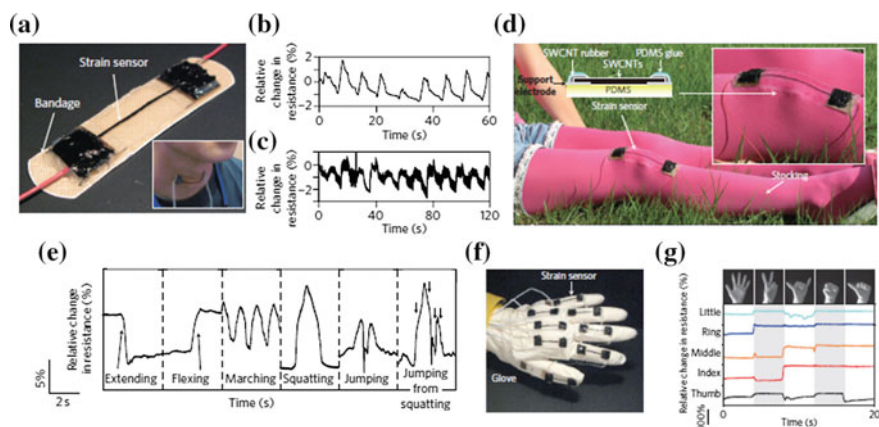 (a)
Strain sensor
Bandage
(b)
Relative
change in
resistance (%)
2
0
−2
0 20 40 60
Time (s)
(c)
Relative
change in
resistance (%)
0
−2
0 40 80 120
Time (s)
(d)
SWCNT rubber PDMS glue
SWCNTs
Support
electrode
PDMS
Strain sensor
Stocking
(e)
Relative change
in resistance (%)
5%
2 s
Extending Flexing Marching Squatting Jumping Jumping
from
squatting
Time (s)
(f)
Strain sensor
Glove
(g)
Relative change in resistance (%)
Little
Ring
Middle
Index
Thumb
0 10 20
Time (s)